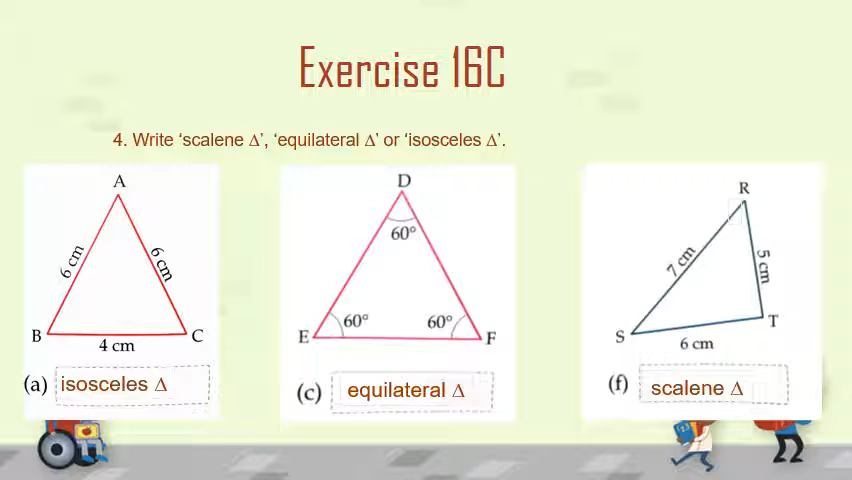 Exercise 16C
4. Write ‘scalene Δ’, ‘equilateral Δ’ or ‘isosceles Δ’.
A
6 cm
6 cm
B
C
4 cm
(a) isosceles Δ
D
60°
60°
60°
E
F
(c) equilateral Δ
R
7 cm
5 cm
S
T
6 cm
(f) scalene Δ